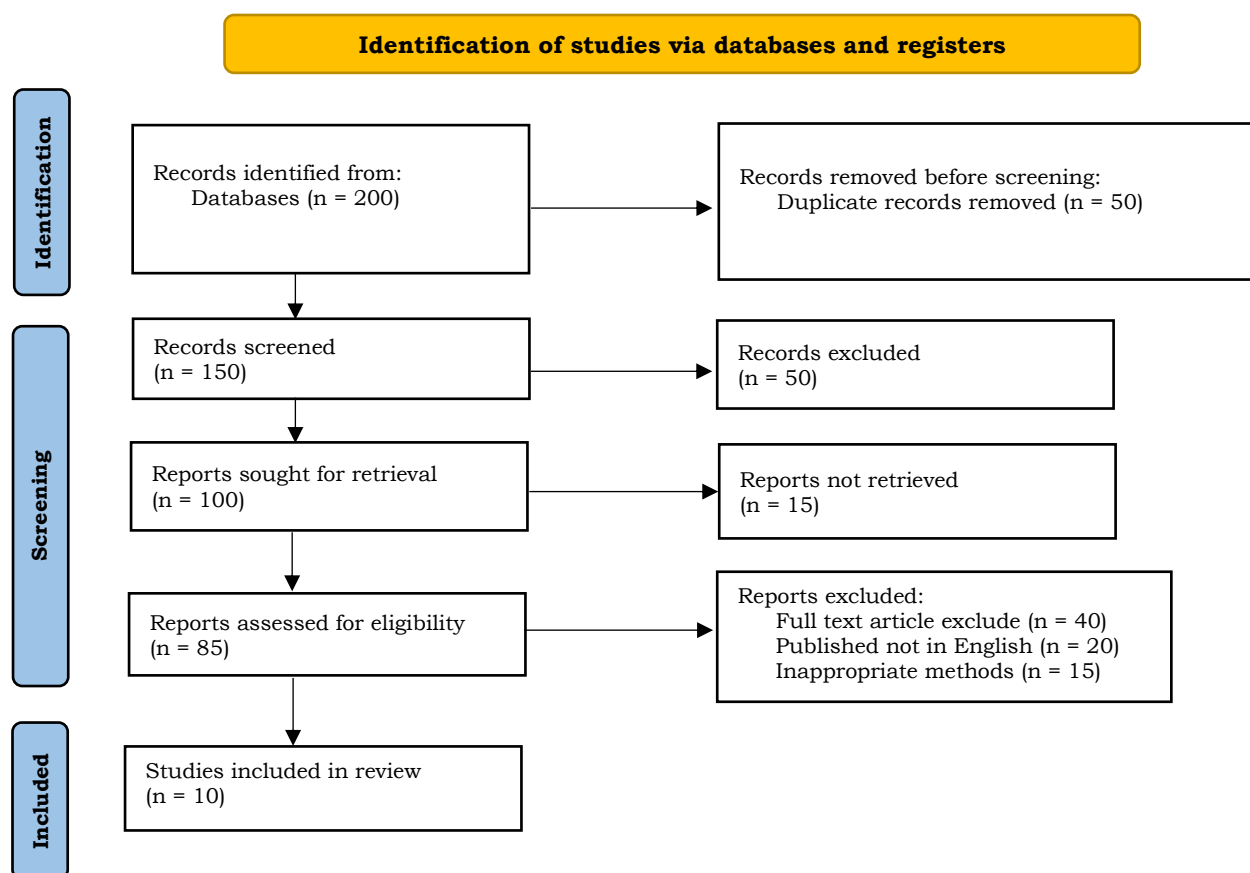 Identification of studies via databases and registers
Identification
Records identified from:
Databases (n = 200)
Records removed before screening:
Duplicate records removed (n = 50)
Screening
Records screened
(n = 150)
Records excluded
(n = 50)
Reports sought for retrieval
(n = 100)
Reports not retrieved
(n = 15)
Reports assessed for eligibility
(n = 85)
Reports excluded:
Full text article exclude (n = 40)
Published not in English (n = 20)
Inappropriate methods (n = 15)
Included
Studies included in review
(n = 10)